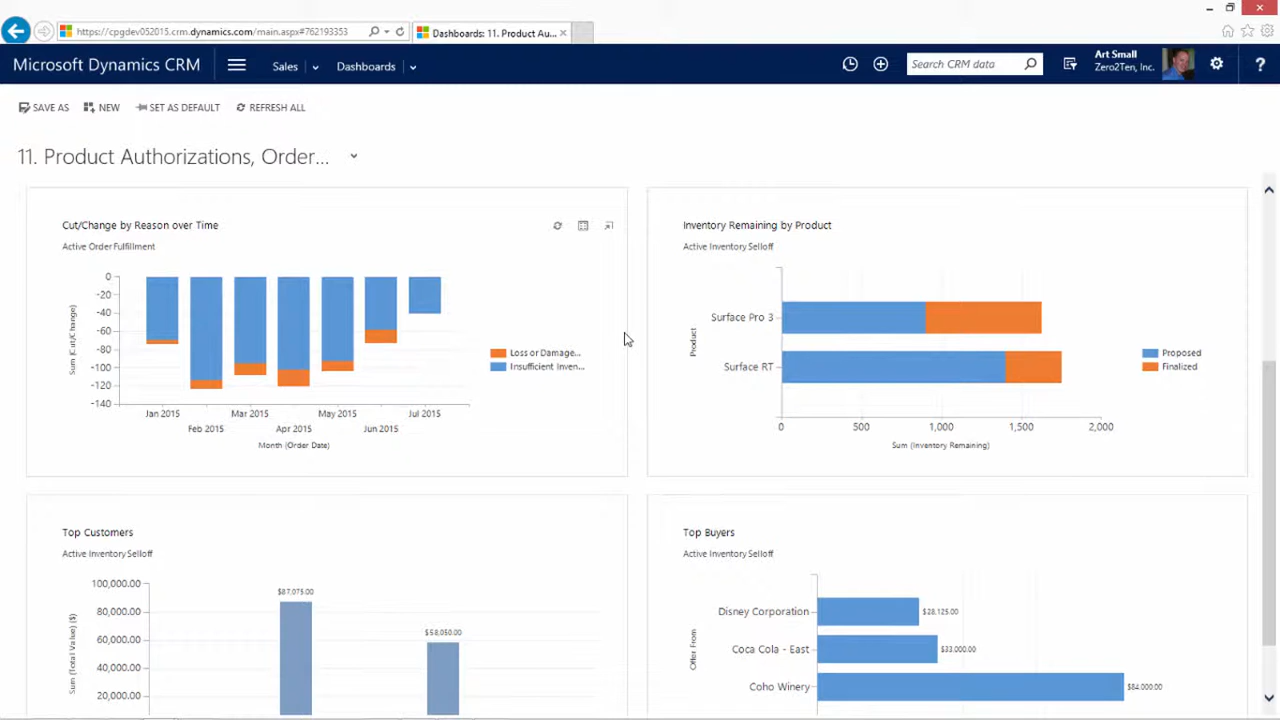 https://cpgdev052015.crm.dynamics.com/main.aspx#762193353
Dashboards: 11. Product Au...
Microsoft Dynamics CRM
Sales
Dashboards
Search CRM data
Art Small
Zero2Ten, Inc.
?
SAVE AS
NEW
SET AS DEFAULT
REFRESH ALL
11. Product Authorizations, Order...
Cut/Change by Reason over Time
Active Order Fulfillment
Sum (Cut/Change)
0
-20
-40
-60
-80
-100
-120
-140
Jan 2015
Feb 2015
Mar 2015
Apr 2015
May 2015
Jun 2015
Jul 2015
Month (Order Date)
Loss or Damage...
Insufficient Inven...
Inventory Remaining by Product
Active Inventory Selloff
Product
Surface Pro 3
Surface RT
0
500
1,000
1,500
2,000
Sum (Inventory Remaining)
Proposed
Finalized
Top Customers
Active Inventory Selloff
Sum (Total Value) ($)
100,000.00
80,000.00
60,000.00
40,000.00
20,000.00
$87,075.00
$58,050.00
Top Buyers
Active Inventory Selloff
Offer From
Disney Corporation
$28,125.00
Coca Cola - East
$33,000.00
Coho Winery
$84,000.00